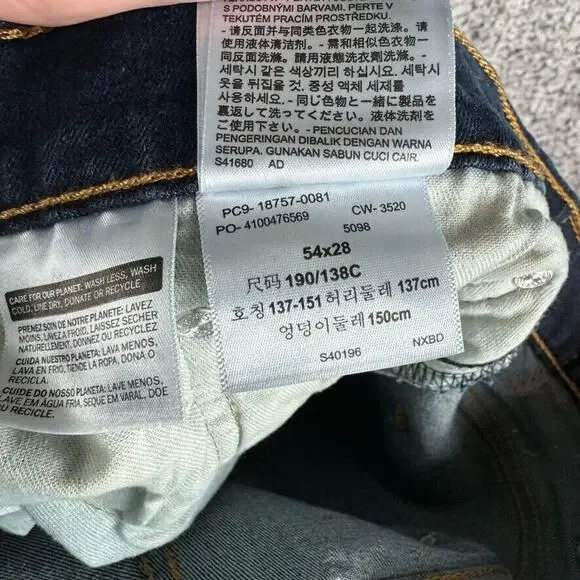 S PODOBNÝMI BARVAMI. PERTE V
TEKUTÉM PRACÍM PROSTŘEDKU.
- 请反面并与同类色衣物一起洗涤。请
使用液体清洁剂。- 需和相似色衣物一
同反面洗滌。請用液態洗衣劑洗滌。-
세탁시 같은 색상끼리 하십시요. 세탁시
옷을 뒤집을 것. 중성 액체 세제를
사용하세요. - 同じ色物と一緒に製品を
裏返して洗ってください。液体洗剤をご
使用下さい。- PENCUCIAN DAN
PENGERINGAN DIBALIK DENGAN WARNA
SERUPA. GUNAKAN SABUN CUCI CAIR.
S41680 AD
PC9- 18757-0081
PO- 4100476569 CW- 3520
5098
54x28
尺码 190/138C
호칭 137-151 허리둘레 137cm
엉덩이둘레 150cm
S40196 NXBD
CARE FOR OUR PLANET: WASH LESS, WASH
COLD, LINE DRY, DONATE OR RECYCLE
PRENEZ SOIN DE NOTRE PLANÈTE: LAVEZ
MOINS, LAVEZ A FROID, LAISSEZ SÉCHER
NATURELLEMENT, DONNEZ OU RECYCLEZ
CUIDA NUESTRO PLANETA: LAVA MENOS,
LAVA EN FRIO, TIENDE LA ROPA, DONA O
RECICLA.
CUIDE DO NOSSO PLANETA: LAVE MENOS,
LAVE EM ÁGUA FRIA, SEQUE EM VARAL, DOE